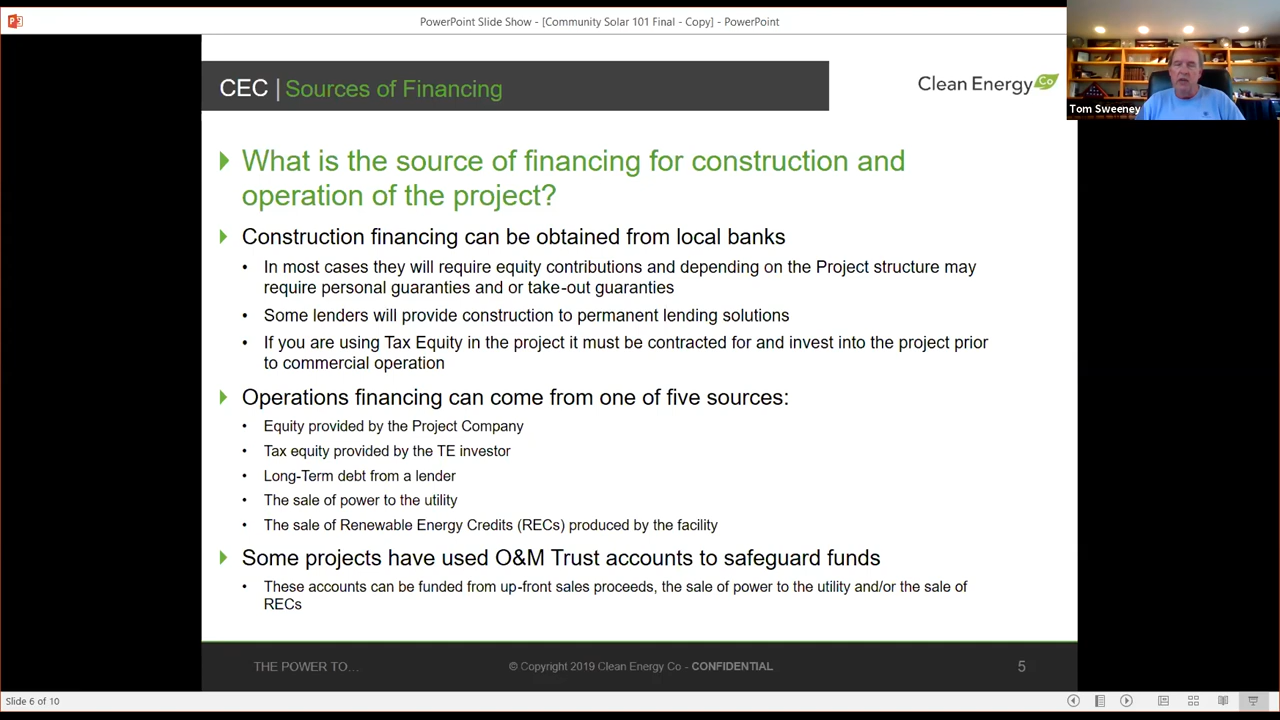 PowerPoint Slide Show - [Community Solar 101 Final - Copy] - PowerPoint
Tom Sweeney
CEC | Sources of Financing
Clean Energy Co
What is the source of financing for construction and
operation of the project?
Construction financing can be obtained from local banks
• In most cases they will require equity contributions and depending on the Project structure may
require personal guaranties and or take-out guaranties
• Some lenders will provide construction to permanent lending solutions
• If you are using Tax Equity in the project it must be contracted for and invest into the project prior
to commercial operation
Operations financing can come from one of five sources:
• Equity provided by the Project Company
• Tax equity provided by the TE investor
• Long-Term debt from a lender
• The sale of power to the utility
• The sale of Renewable Energy Credits (RECs) produced by the facility
Some projects have used O&M Trust accounts to safeguard funds
• These accounts can be funded from up-front sales proceeds, the sale of power to the utility and/or the sale of
RECs
THE POWER TO...
© Copyright 2019 Clean Energy Co - CONFIDENTIAL
5
Slide 6 of 10